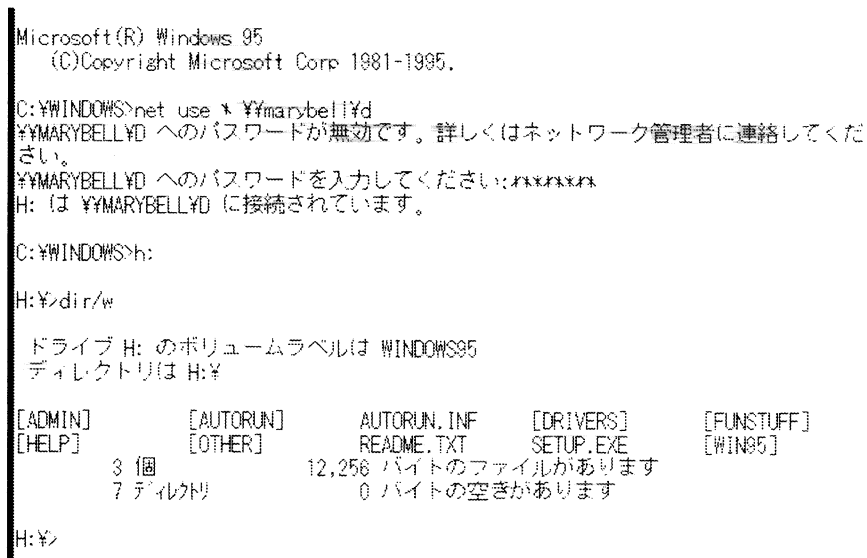 Microsoft(R) Windows 95
(C)Copyright Microsoft Corp 1981-1995.
C:¥WINDOWS>net use * ¥¥marybell¥d
¥¥MARYBELL¥D へのパスワードが無効です。詳しくはネットワーク管理者に連絡してくだ
さい。
¥¥MARYBELL¥D へのパスワードを入力してください:********
H: は ¥¥MARYBELL¥D に接続されています。
C:¥WINDOWS>h:
H:¥>dir/w
ドライブ H: のボリュームラベルは WINDOWS95
ディレクトリは H:¥
[ADMIN] [AUTORUN] AUTORUN.INF [DRIVERS] [FUNSTUFF]
[HELP] [OTHER] README.TXT SETUP.EXE [WIN95]
3 個 12,256 バイトのファイルがあります
7 ディレクトリ 0 バイトの空きがあります
H:¥>